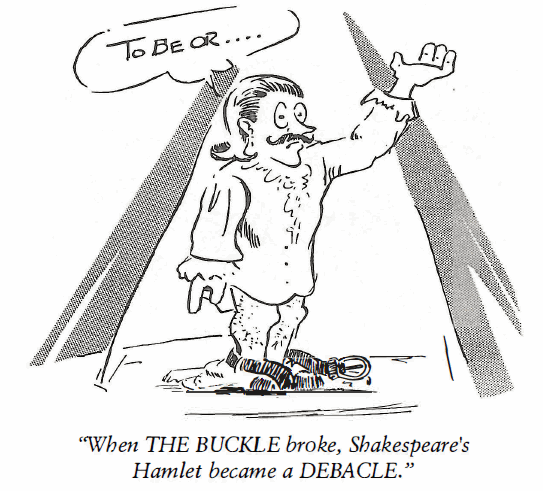 TO BE OR ....
"When THE BUCKLE broke, Shakespeare's
Hamlet became a DEBACLE."